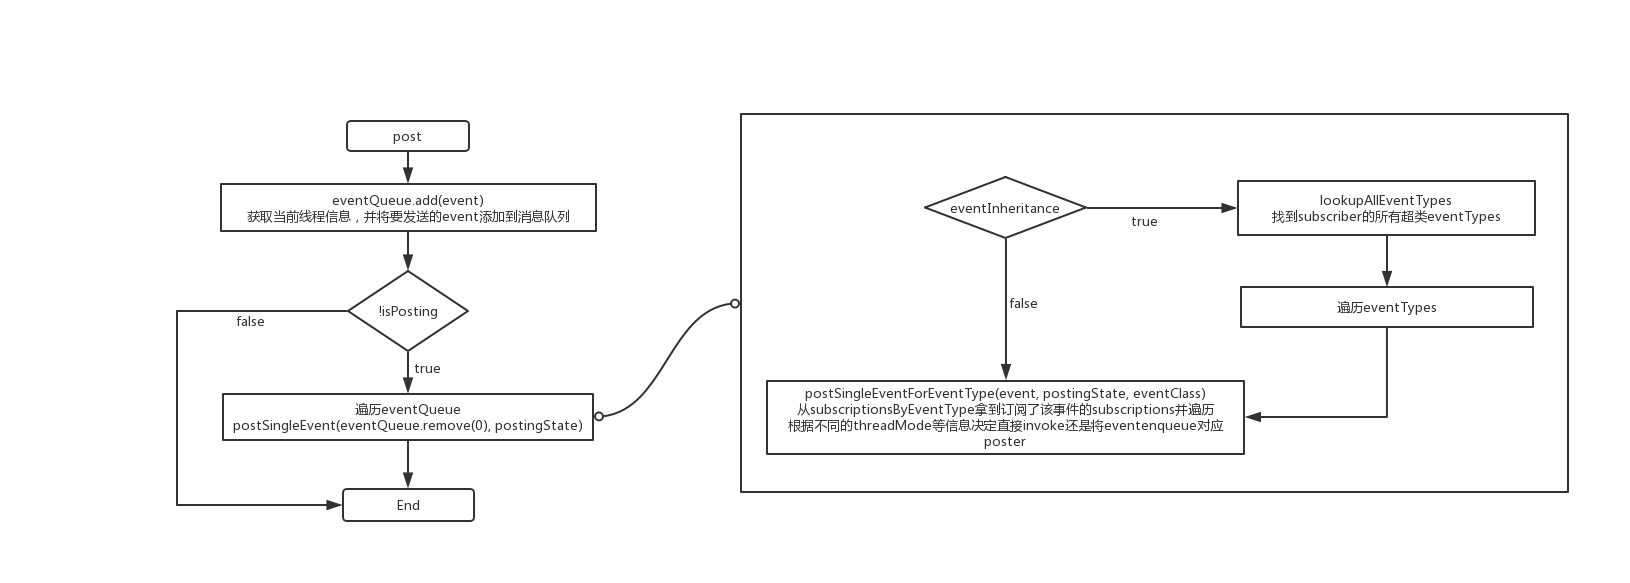 post
eventQueue.add(event)
获取当前线程信息，并将要发送的event添加到消息队列
!isPosting
false
true
遍历eventQueue
postSingleEvent(eventQueue.remove(0), postingState)
End
eventInheritance
true
false
lookupAllEventTypes
找到subscriber的所有超类eventTypes
遍历eventTypes
postSingleEventForEventType(event, postingState, eventClass)
从subscriptionsByEventType拿到订阅了该事件的subscriptions并遍历
根据不同的threadMode等信息决定直接invoke还是将eventenqueue对应
poster